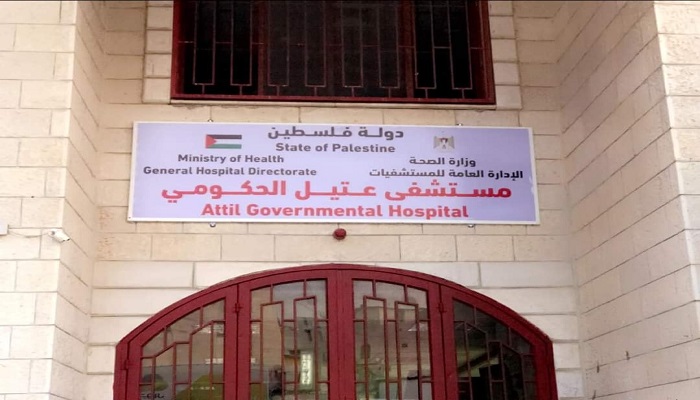 دولة فلسطين
State of Palestine
Ministry of Health
وزارة الصحة
General Hospital Directorate
الإدارة العامة للمستشفيات
مستشفى عتيل الحكومي
Attil Governmental Hospital